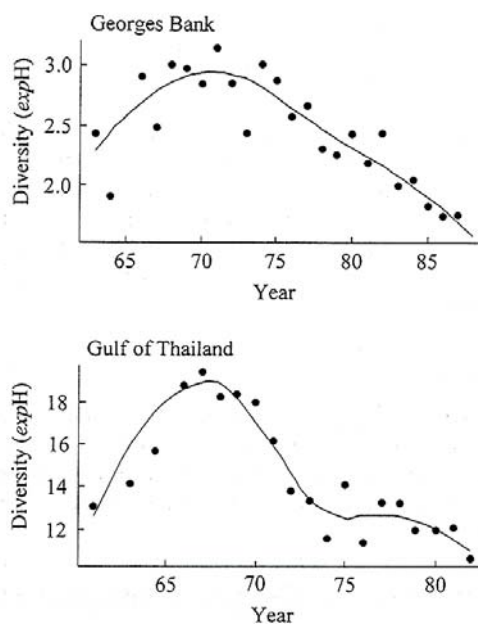 Georges Bank
3.0
2.5
2.0
Diversity (expH)
65 70 75 80 85
Year
Gulf of Thailand
18
16
14
12
Diversity (expH)
65 70 75 80
Year